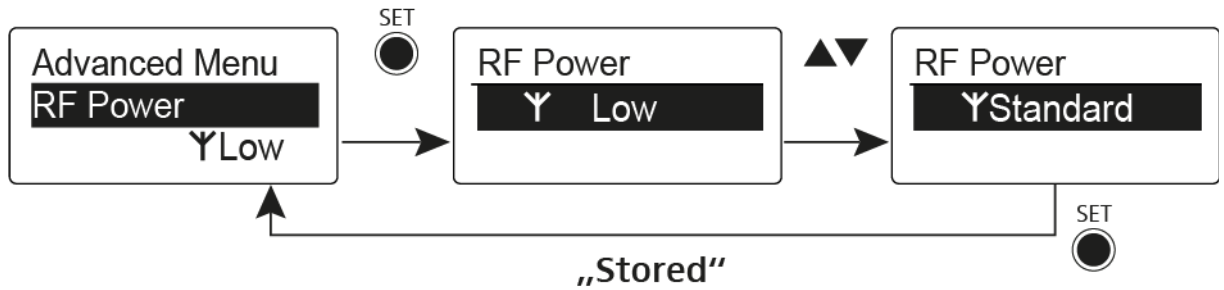 SET
Advanced Menu
RF Power
Low
RF Power
Low
RF Power
Standard
SET
„Stored“